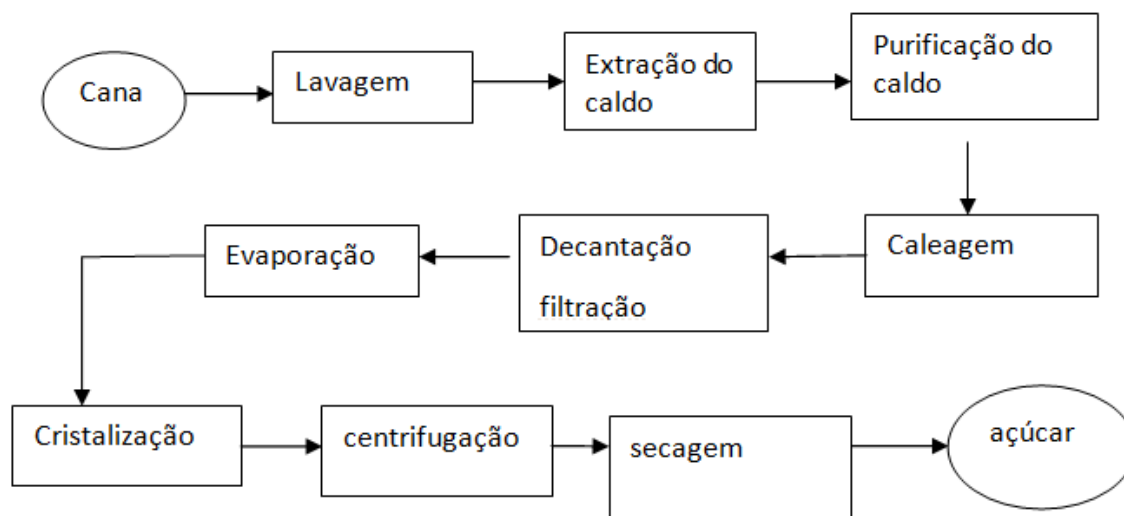 Cana
Lavagem
Extração do
caldo
Purificação do
caldo
Caleagem
Decantação
filtração
Evaporação
Cristalização
centrifugação
secagem
açúcar